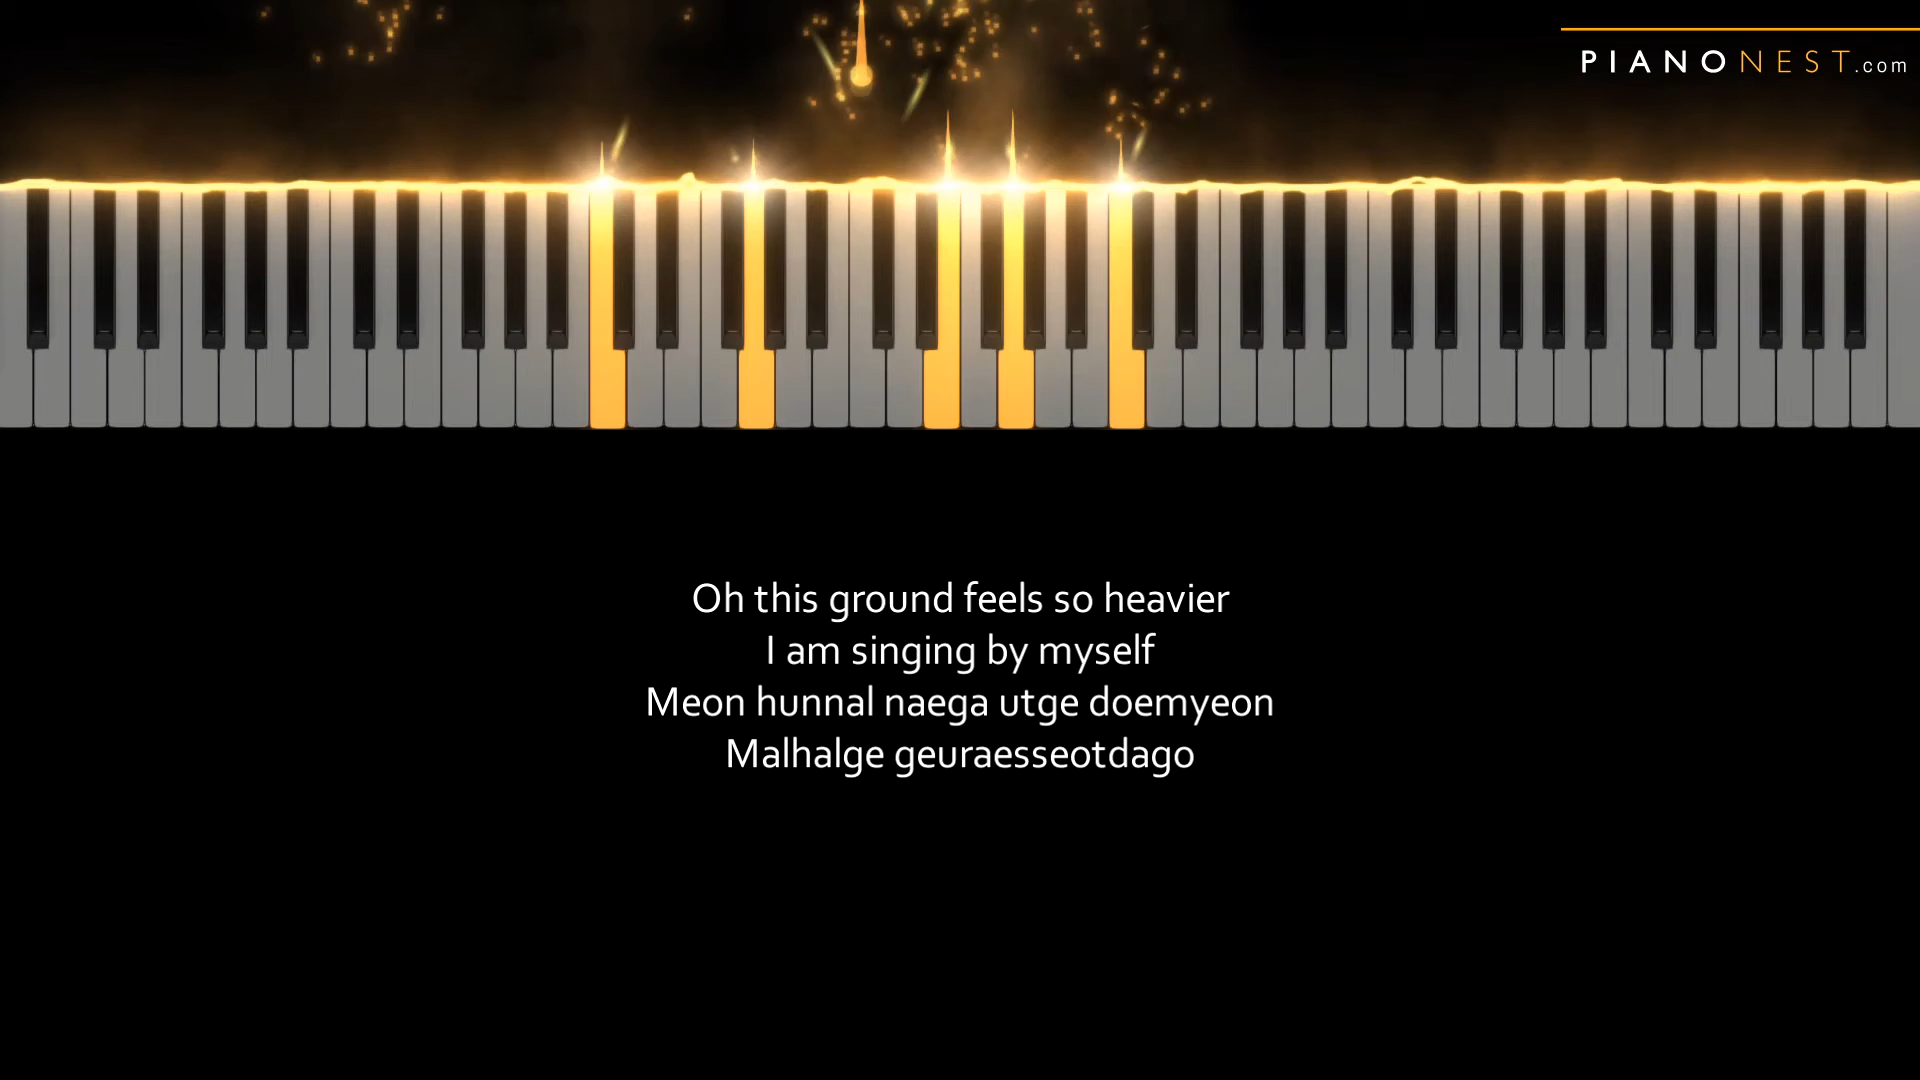 PIANONEST.com
Oh this ground feels so heavier
I am singing by myself
Meon hunnal naega utge doemyeon
Malhalge geuraesseotdago